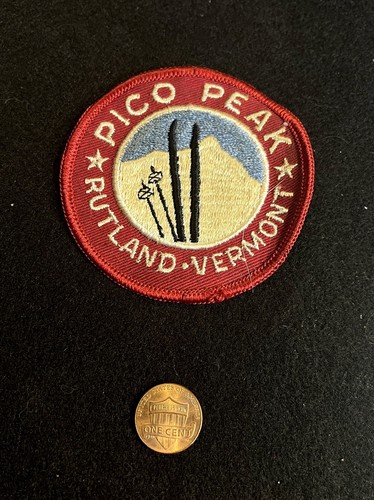 PICO PEAK
RUTLAND · VERMONT
ONE CENT